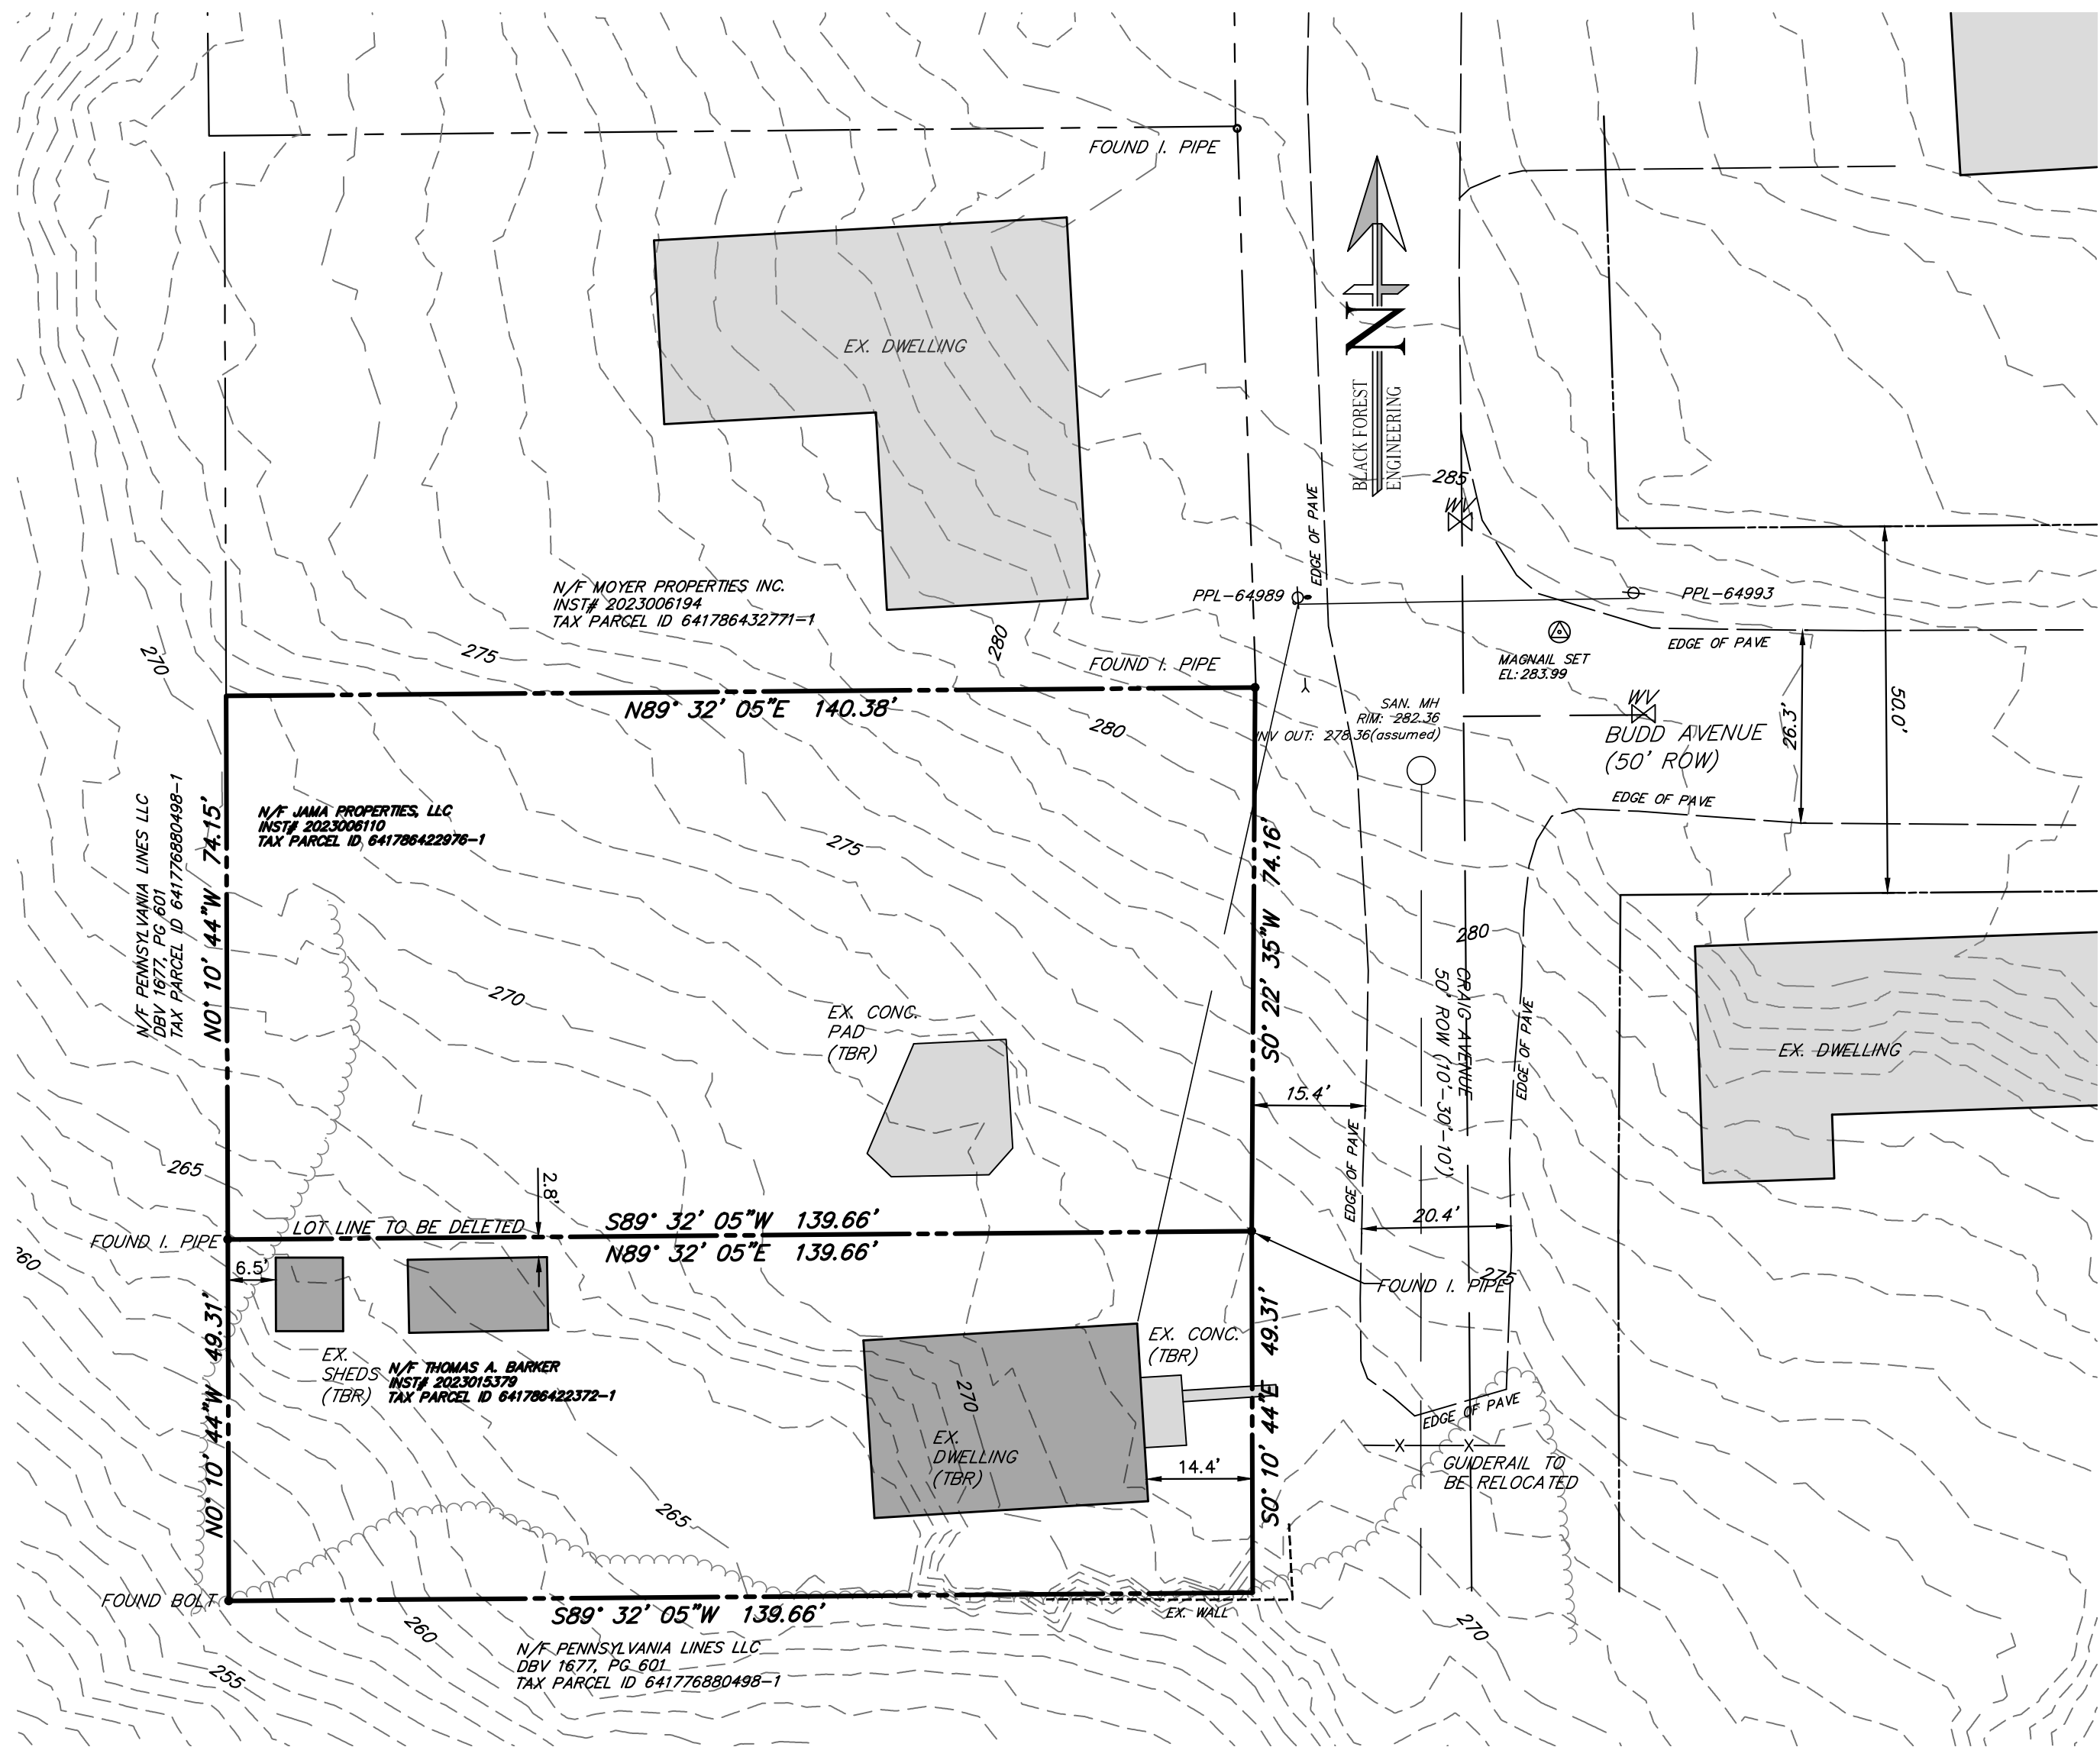 FOUND I. PIPE
EX. DWELLING
N
BLACK FOREST
ENGINEERING
285
WV
EDGE OF PAVE
N/F MOYER PROPERTIES INC.
INST# 2023006194
TAX PARCEL ID 641786432771-1
PPL-64989
PPL-64993
270
275
280
FOUND I. PIPE
MAGNAIL SET
EL: 283.99
EDGE OF PAVE
N89° 32' 05"E 140.38'
280
SAN. MH
RIM: 282.36
INV OUT: 278.36(assumed)
WV
BUDD AVENUE
(50' ROW)
26.3'
50.0'
EDGE OF PAVE
N/F PENNSYLVANIA LINES LLC
DBV 1677, PG 601
TAX PARCEL ID 641776880498-1
N0° 10' 44"W 74.15'
N/F JAMA PROPERTIES, LLC
INST# 2023006110
TAX PARCEL ID 641786422976-1
275
S0° 22' 35"W 74.16'
280
CRAIG AVENUE
50' ROW (10'-30'-10')
EDGE OF PAVE
270
EX. CONC.
PAD
(TBR)
EX. DWELLING
15.4'
EDGE OF PAVE
265
2.8'
LOT LINE TO BE DELETED
S89° 32' 05"W 139.66'
20.4'
FOUND I. PIPE
N89° 32' 05"E 139.66'
260
6.5'
FOUND I. PIPE
275
N0° 10' 44"W 49.31'
EX.
SHEDS
(TBR)
N/F THOMAS A. BARKER
INST# 2023015379
TAX PARCEL ID 641786422372-1
EX. CONC.
(TBR)
S0° 10' 44"E 49.31'
270
EX.
DWELLING
(TBR)
14.4'
EDGE OF PAVE
X X
GUIDERAIL TO
BE RELOCATED
265
FOUND BOLT
S89° 32' 05"W 139.66'
EX. WALL
260
270
N/F PENNSYLVANIA LINES LLC
DBV 1677, PG 601
TAX PARCEL ID 641776880498-1
255